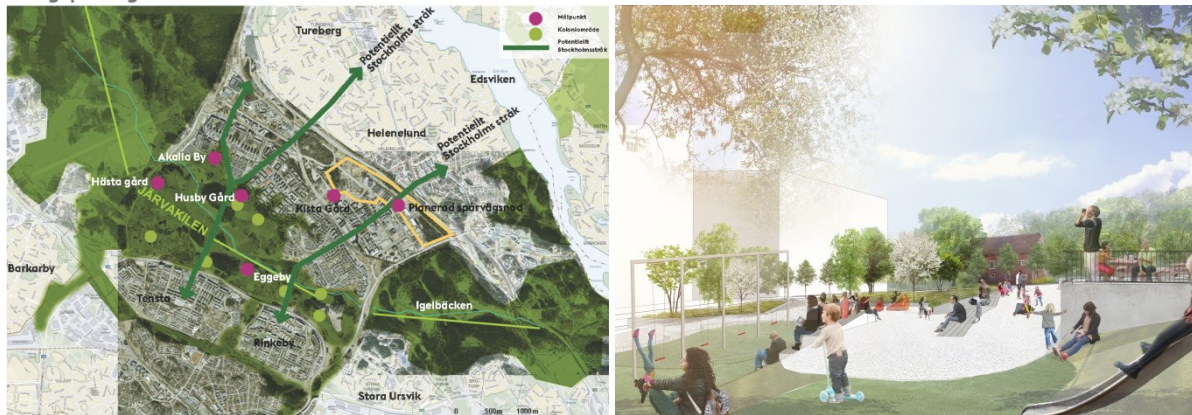 Målpunkt
Koloniområde
Potentiellt
Stockholmsstråk
Tureberg
Potentiellt
Stockholms stråk
Edsviken
Helenelund
Potentiellt
Stockholms stråk
Akalla By
Hästa gård
Husby Gård
JÄRVAKILEN
Kista Gård
Planerad spårvägsnod
Barkarby
Eggeby
Tensta
Igelbäcken
Rinkeby
Stora Ursvik
0 500m 1000 m